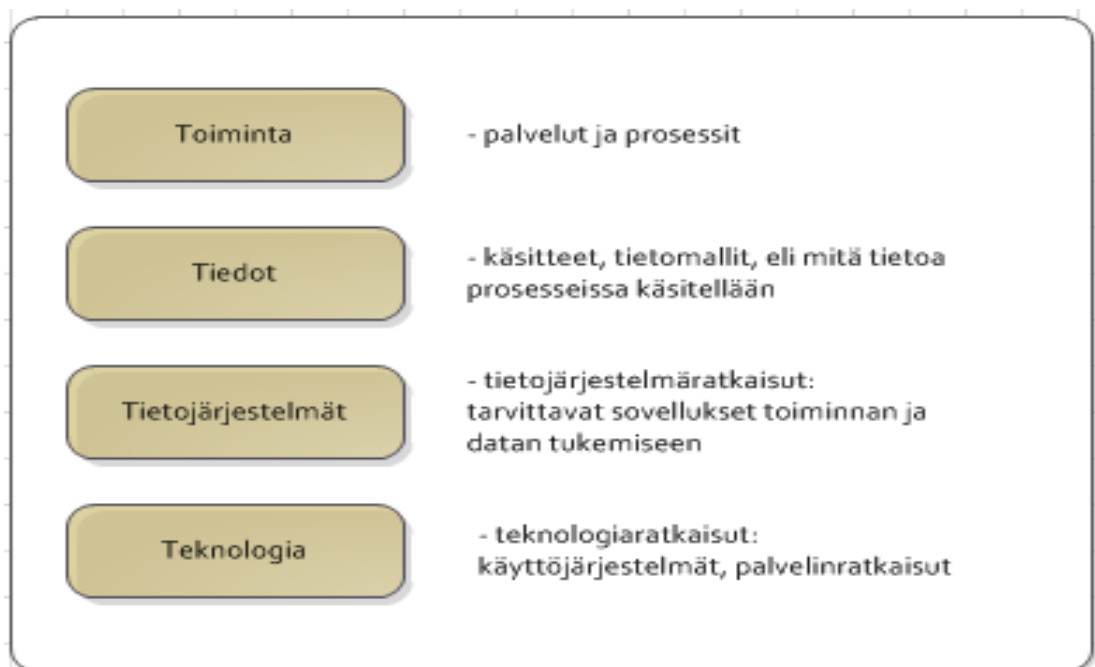 Toiminta
- palvelut ja prosessit
Tiedot
- käsitteet, tietomallit, eli mitä tietoa
prosesseissa käsitellään
Tietojärjestelmät
- tietojärjestelmäratkaisut:
tarvittavat sovellukset toiminnan ja
datan tukemiseen
Teknologia
- teknologiaratkaisut:
käyttöjärjestelmät, palvelinratkaisut